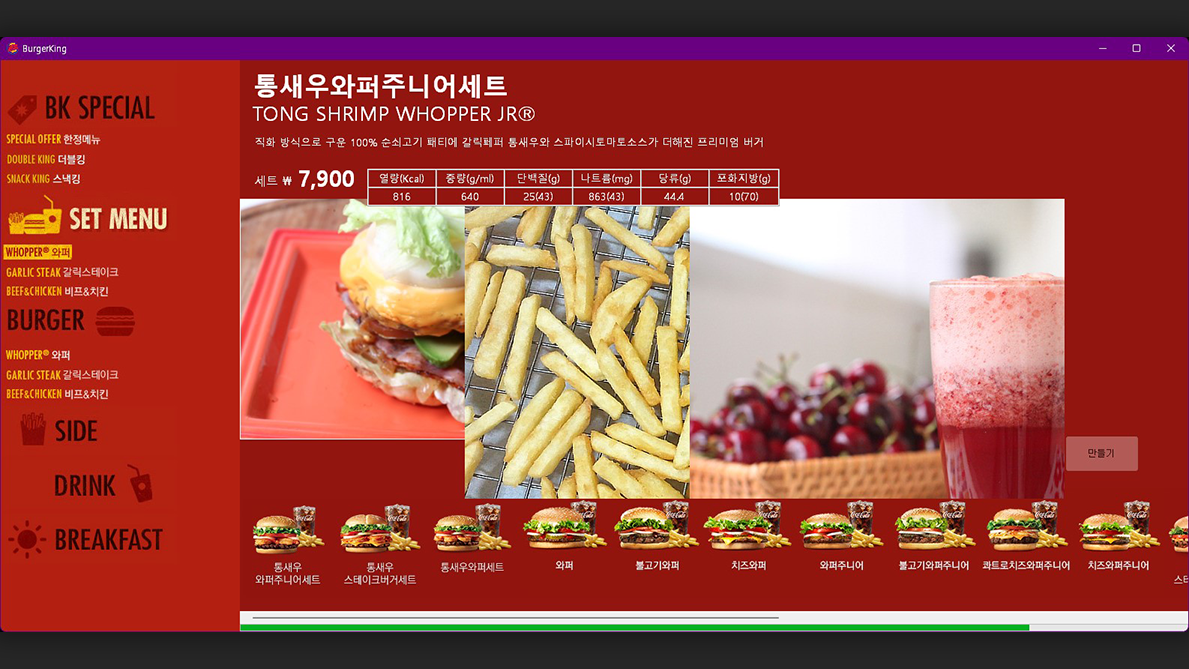 BurgerKing
BK SPECIAL
SPECIAL OFFER 한정메뉴
DOUBLE KING 더블킹
SNACK KING 스낵킹
SET MENU
WHOPPER® 와퍼
GARLIC STEAK 갈릭스테이크
BEEF&CHICKEN 비프&치킨
BURGER
WHOPPER® 와퍼
GARLIC STEAK 갈릭스테이크
BEEF&CHICKEN 비프&치킨
SIDE
DRINK
BREAKFAST
통새우와퍼주니어세트
TONG SHRIMP WHOPPER JR®
직화 방식으로 구운 100% 순쇠고기 패티에 갈릭페퍼 통새우와 스파이시토마토소스가 더해진 프리미엄 버거
세트 ₩ 7,900
열량(Kcal) 중량(g/ml) 단백질(g) 나트륨(mg) 당류(g) 포화지방(g)
816 640 25(43) 863(43) 44.4 10(70)
만들기
통새우
와퍼주니어세트
통새우
스테이크버거세트
통새우와퍼세트
와퍼
불고기와퍼
치즈와퍼
와퍼주니어
불고기와퍼주니어
콰트로치즈와퍼주니어
치즈와퍼주니어